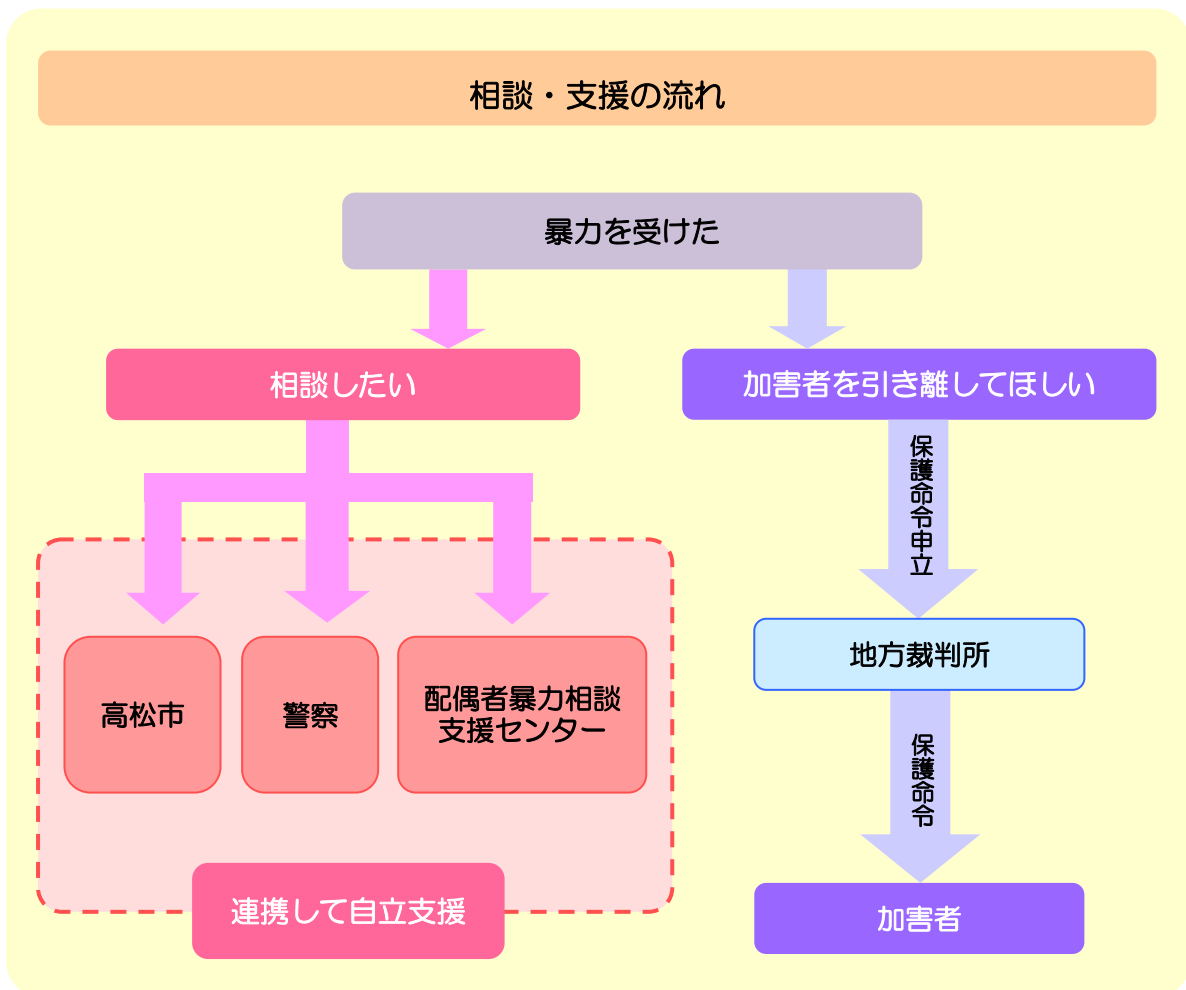 相談・支援の流れ
暴力を受けた
相談したい
加害者を引き離してほしい
保護命令申立
高松市
警察
配偶者暴力相談
支援センター
地方裁判所
保護命令
連携して自立支援
加害者